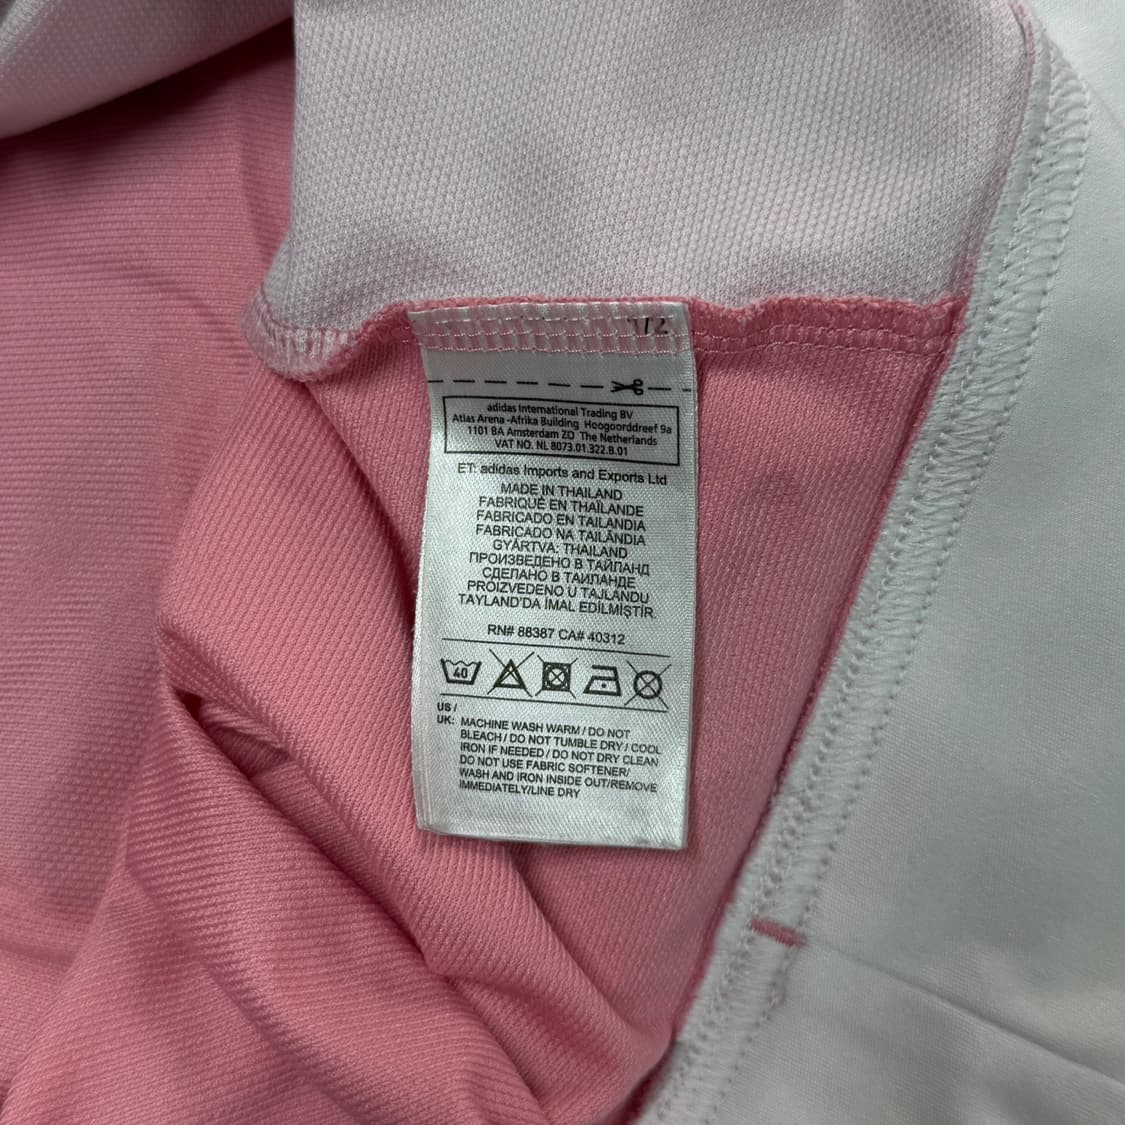 1/2
adidas International Trading BV
Atlas Arena -Afrika Building Hoogoorddreef 9a
1101 BA Amsterdam ZO The Netherlands
VAT NO. NL 8073.01.322.B.01
ET: adidas Imports and Exports Ltd
MADE IN THAILAND
FABRIQUÉ EN THAÏLANDE
FABRICADO EN TAILANDIA
FABRICADO NA TAILÂNDIA
GYÁRTVA: THAILAND
ПРОИЗВЕДЕНО В ТАЙЛАНД
СДЕЛАНО В ТАИЛАНДЕ
PROIZVEDENO U TAJLANDU
TAYLAND'DA İMAL EDİLMİŞTİR.
RN# 88387 CA# 40312
40
US /
UK: MACHINE WASH WARM / DO NOT
BLEACH / DO NOT TUMBLE DRY / COOL
IRON IF NEEDED / DO NOT DRY CLEAN
DO NOT USE FABRIC SOFTENER/
WASH AND IRON INSIDE OUT/REMOVE
IMMEDIATELY/LINE DRY